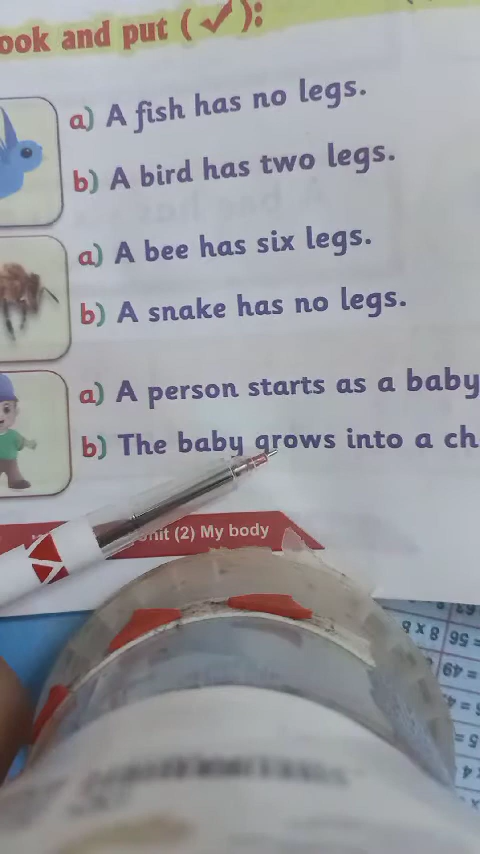 ook and put (✓):
a) A fish has no legs.
b) A bird has two legs.
a) A bee has six legs.
b) A snake has no legs.
a) A person starts as a baby
b) The baby grows into a ch
(2) My body